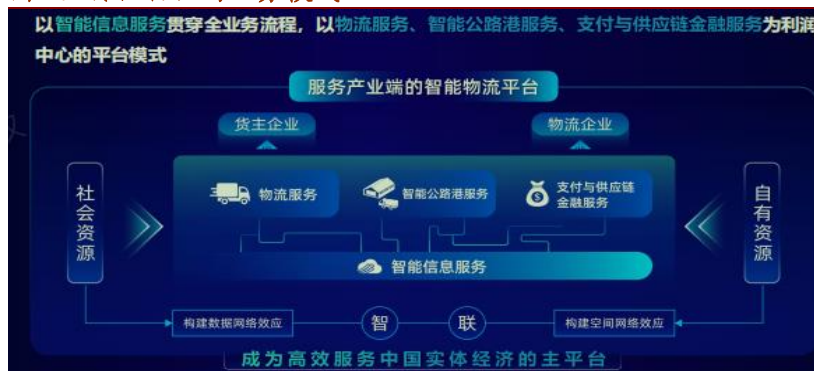 以智能信息服务贯穿全业务流程，以物流服务、智能公路港服务、支付与供应链金融服务为利润
中心的平台模式
服务产业端的智能物流平台
货主企业
物流企业
社会资源
物流服务
智能公路港服务
支付与供应链
金融服务
自有资源
智能信息服务
构建数据网络效应
智
联
构建空间网络效应
成为高效服务中国实体经济的主平台